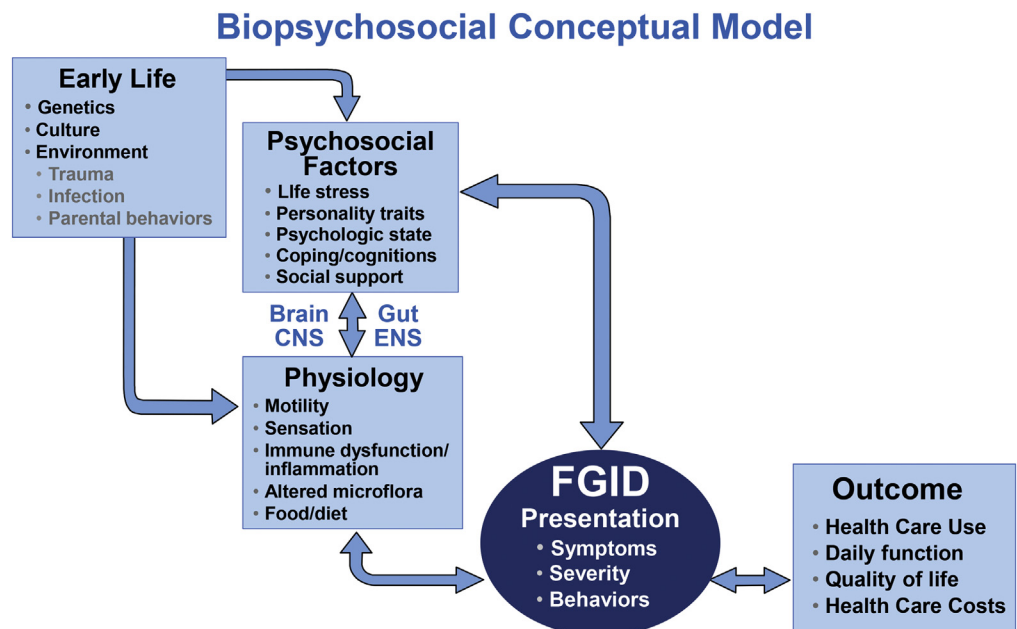 Biopsychosocial Conceptual Model
Early Life
• Genetics
• Culture
• Environment
• Trauma
• Infection
• Parental behaviors
Psychosocial
Factors
• LIfe stress
• Personality traits
• Psychologic state
• Coping/cognitions
• Social support
Brain
CNS
Gut
ENS
Physiology
• Motility
• Sensation
• Immune dysfunction/
inflammation
• Altered microflora
• Food/diet
FGID
Presentation
• Symptoms
• Severity
• Behaviors
Outcome
• Health Care Use
• Daily function
• Quality of life
• Health Care Costs